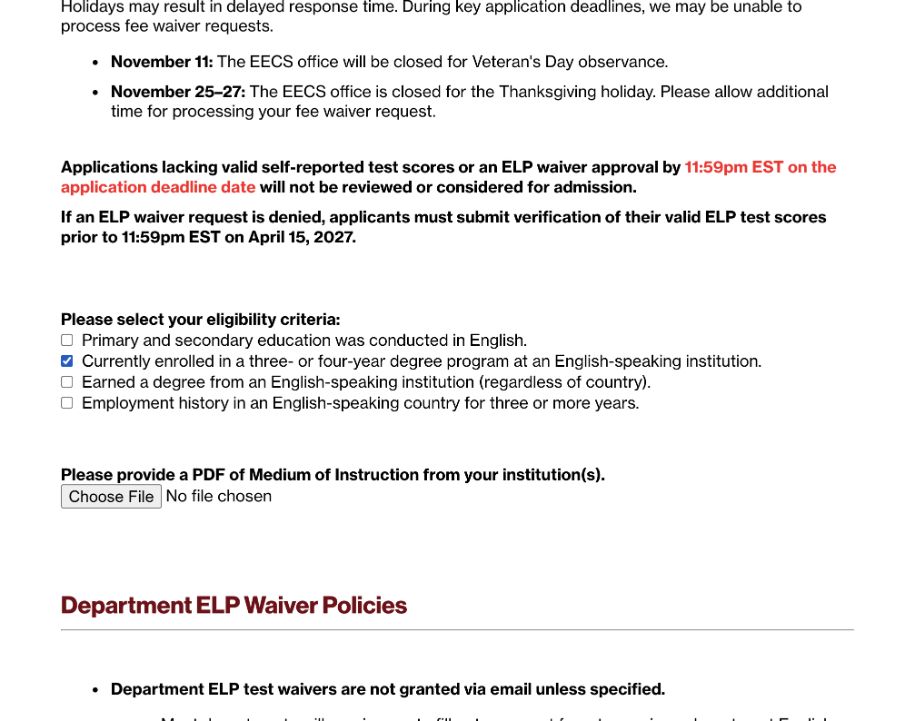 Holidays may result in delayed response time. During key application deadlines, we may be unable to
process fee waiver requests.
• November 11: The EECS office will be closed for Veteran's Day observance.
• November 25–27: The EECS office is closed for the Thanksgiving holiday. Please allow additional
time for processing your fee waiver request.
Applications lacking valid self-reported test scores or an ELP waiver approval by 11:59pm EST on the
application deadline date will not be reviewed or considered for admission.
If an ELP waiver request is denied, applicants must submit verification of their valid ELP test scores
prior to 11:59pm EST on April 15, 2027.
Please select your eligibility criteria:
Primary and secondary education was conducted in English.
Currently enrolled in a three- or four-year degree program at an English-speaking institution.
Earned a degree from an English-speaking institution (regardless of country).
Employment history in an English-speaking country for three or more years.
Please provide a PDF of Medium of Instruction from your institution(s).
Choose File No file chosen
Department ELP Waiver Policies
• Department ELP test waivers are not granted via email unless specified.